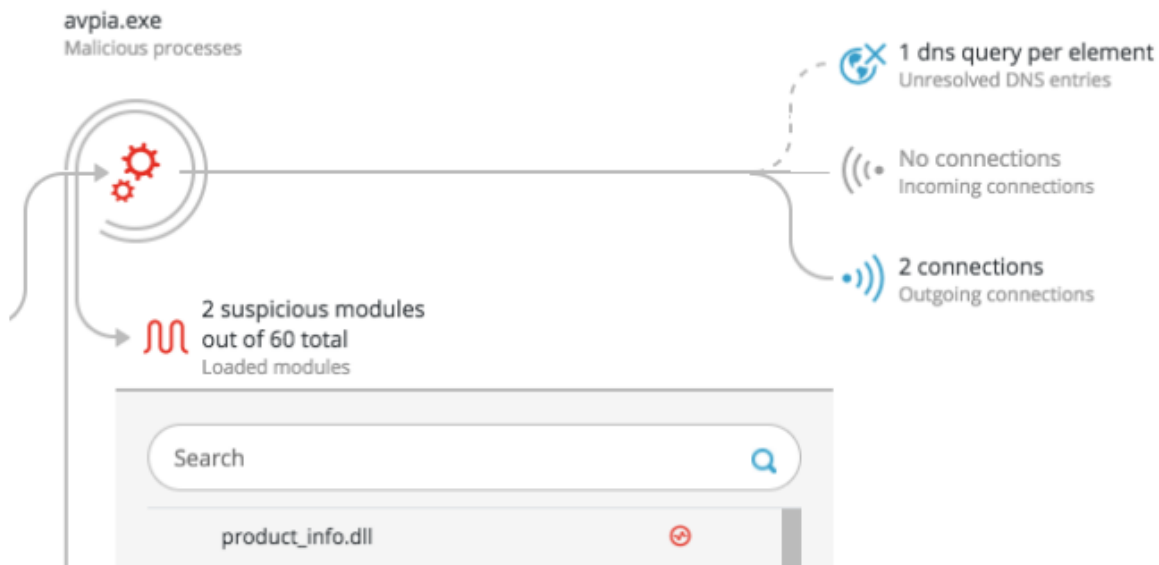 avpia.exe
Malicious processes
1 dns query per element
Unresolved DNS entries
No connections
Incoming connections
2 connections
Outgoing connections
2 suspicious modules
out of 60 total
Loaded modules
Search
product_info.dll